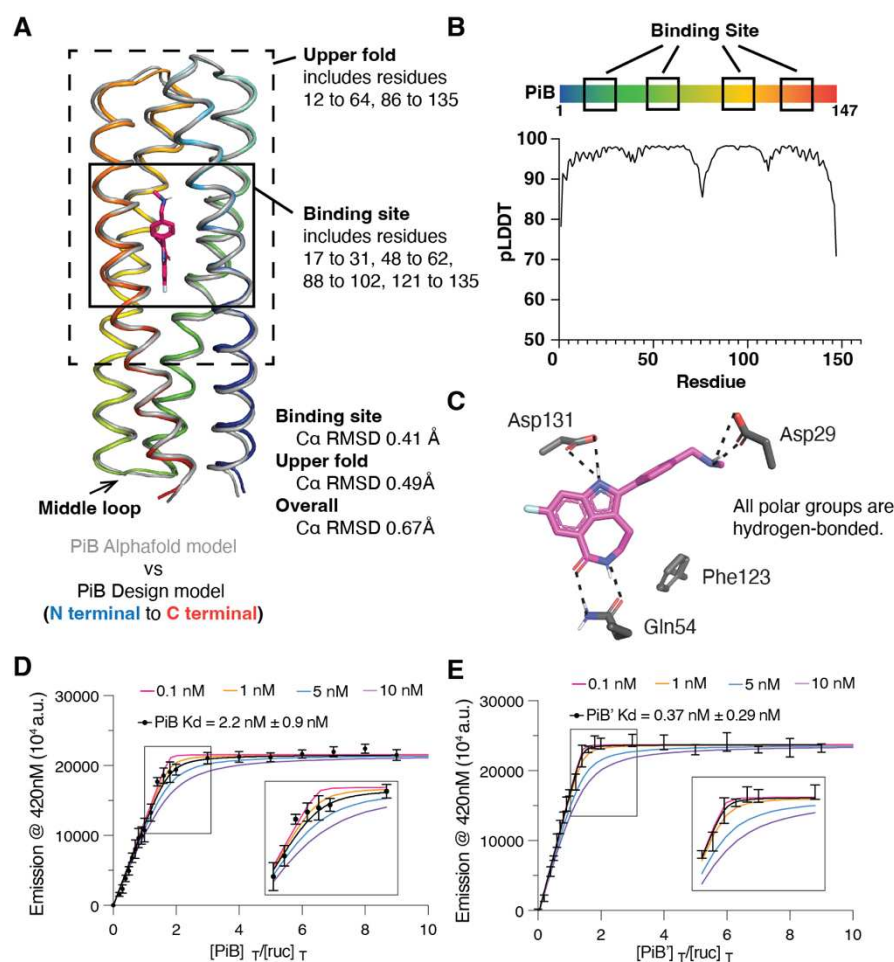 A
Upper fold
includes residues
12 to 64, 86 to 135
Binding site
includes residues
17 to 31, 48 to 62,
88 to 102, 121 to 135
Binding site
Cα RMSD 0.41 Å
Upper fold
Cα RMSD 0.49Å
Overall
Cα RMSD 0.67Å
Middle loop
PiB Alphafold model
vs
PiB Design model
(N terminal to C terminal)
B
Binding Site
PiB
1
147
pLDDT
100
90
80
70
60
50
0
50
100
150
Resdiue
C
Asp131
Asp29
All polar groups are
hydrogen-bonded.
Phe123
Gln54
D
0.1 nM
1 nM
5 nM
10 nM
PiB Kd = 2.2 nM ± 0.9 nM
Emission @ 420nM (10⁴ a.u.)
30000
20000
10000
0
0
2
4
6
8
10
[PiB] T/[ruc] T
E
0.1 nM
1 nM
5 nM
10 nM
PiB' Kd = 0.37 nM ± 0.29 nM
Emission @ 420nM (10⁴ a.u.)
30000
20000
10000
0
0
2
4
6
8
10
[PiB'] T/[ruc] T